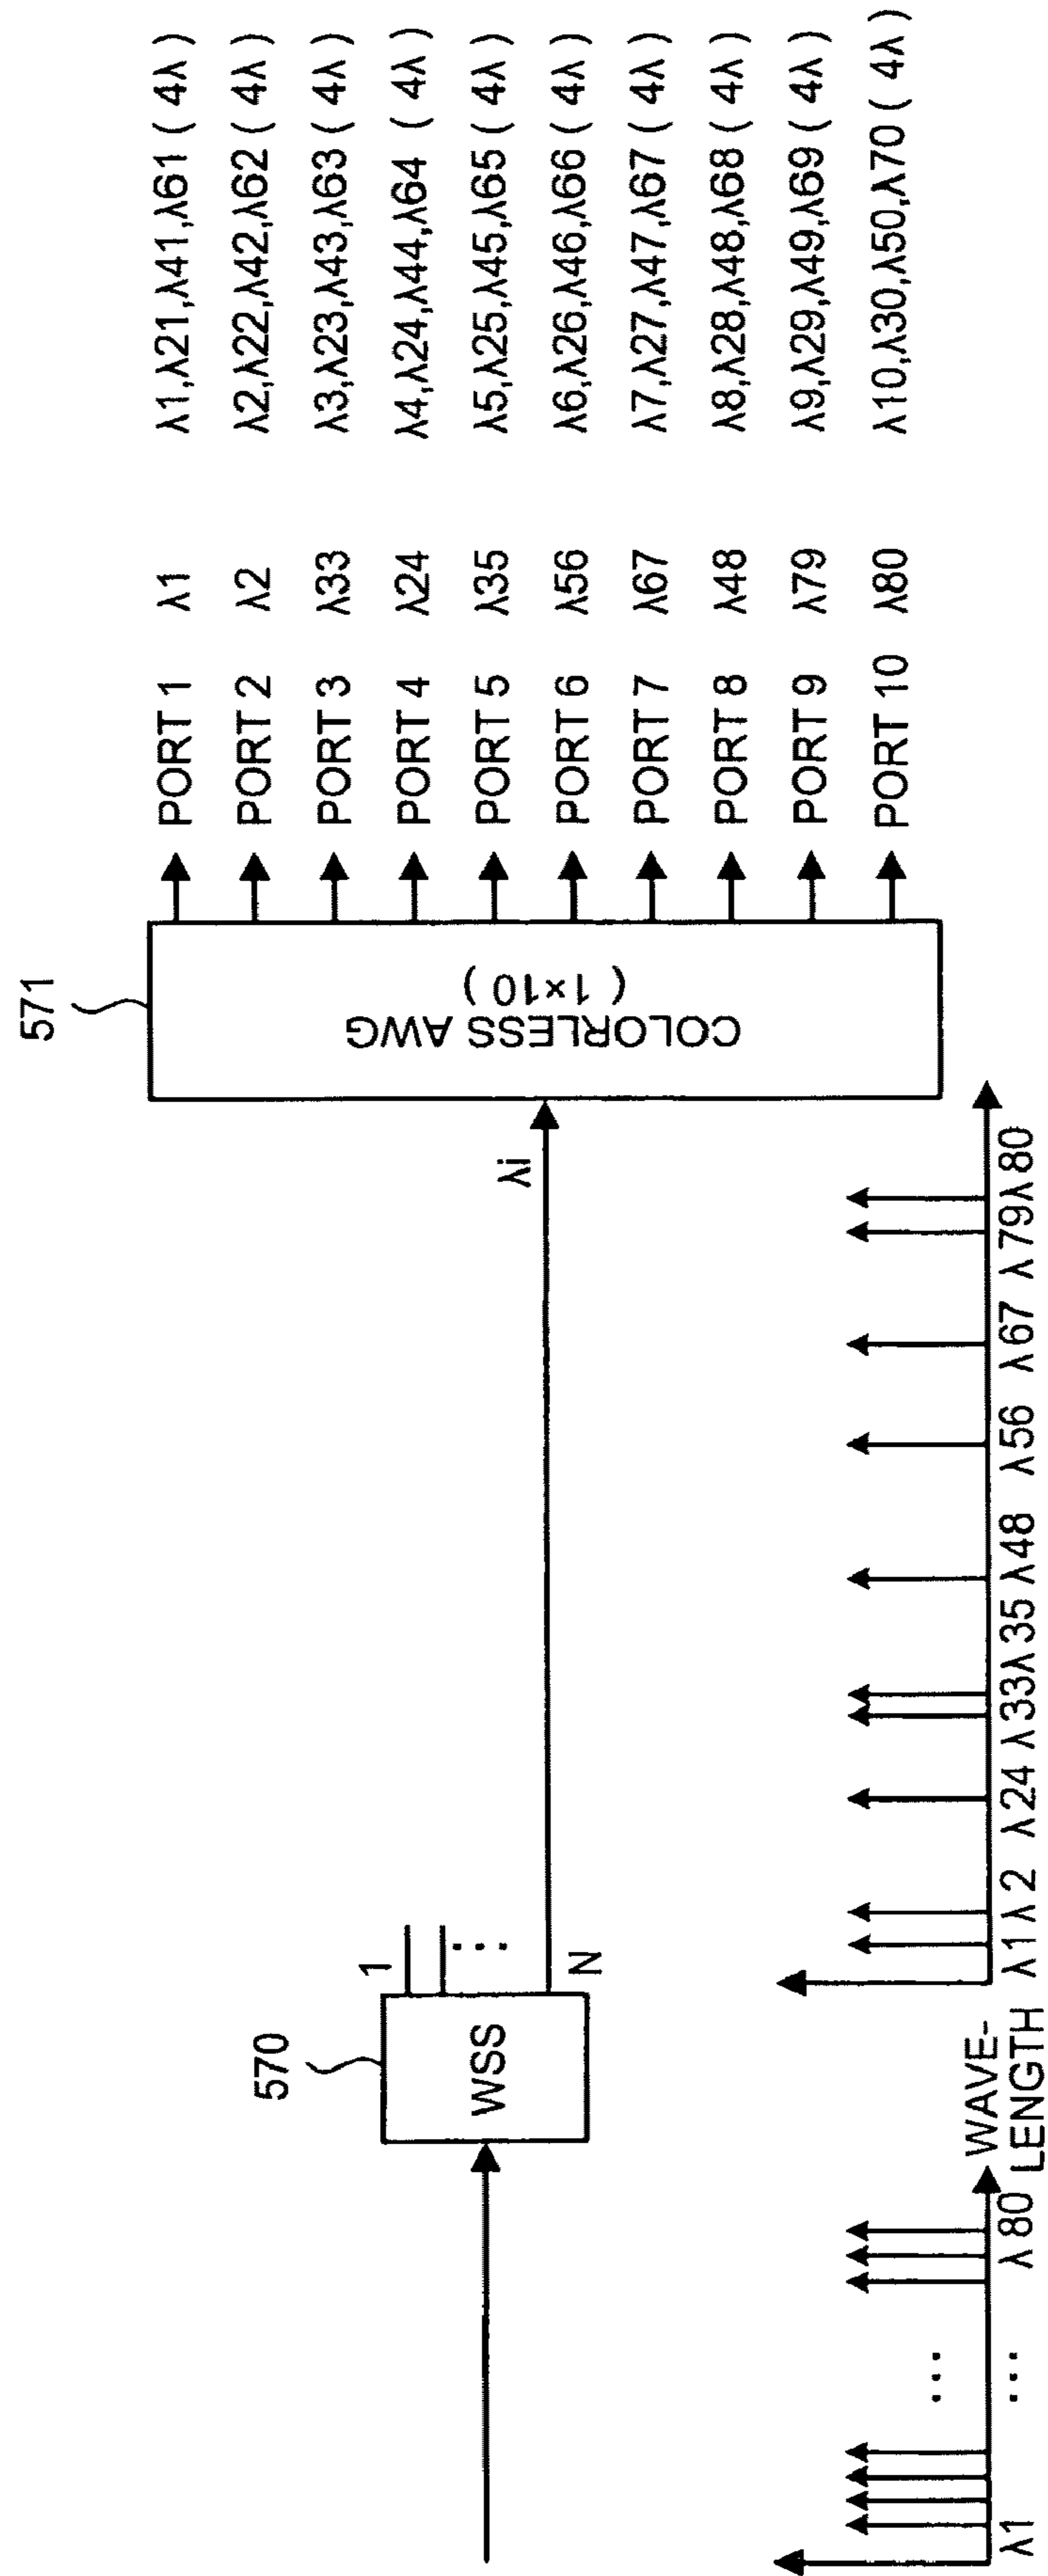 570
WSS
1
⋮
N
λi
571
COLORLESS AWG
( 1×10 )
PORT 1 λ1 λ1,λ21,λ41,λ61 ( 4λ )
PORT 2 λ2 λ2,λ22,λ42,λ62 ( 4λ )
PORT 3 λ33 λ3,λ23,λ43,λ63 ( 4λ )
PORT 4 λ24 λ4,λ24,λ44,λ64 ( 4λ )
PORT 5 λ35 λ5,λ25,λ45,λ65 ( 4λ )
PORT 6 λ56 λ6,λ26,λ46,λ66 ( 4λ )
PORT 7 λ67 λ7,λ27,λ47,λ67 ( 4λ )
PORT 8 λ48 λ8,λ28,λ48,λ68 ( 4λ )
PORT 9 λ79 λ9,λ29,λ49,λ69 ( 4λ )
PORT 10 λ80 λ10,λ30,λ50,λ70 ( 4λ )
...
λ1 ... λ80
WAVE-
LENGTH
λ1 λ2 λ24 λ33 λ35 λ48 λ56 λ67 λ79 λ80